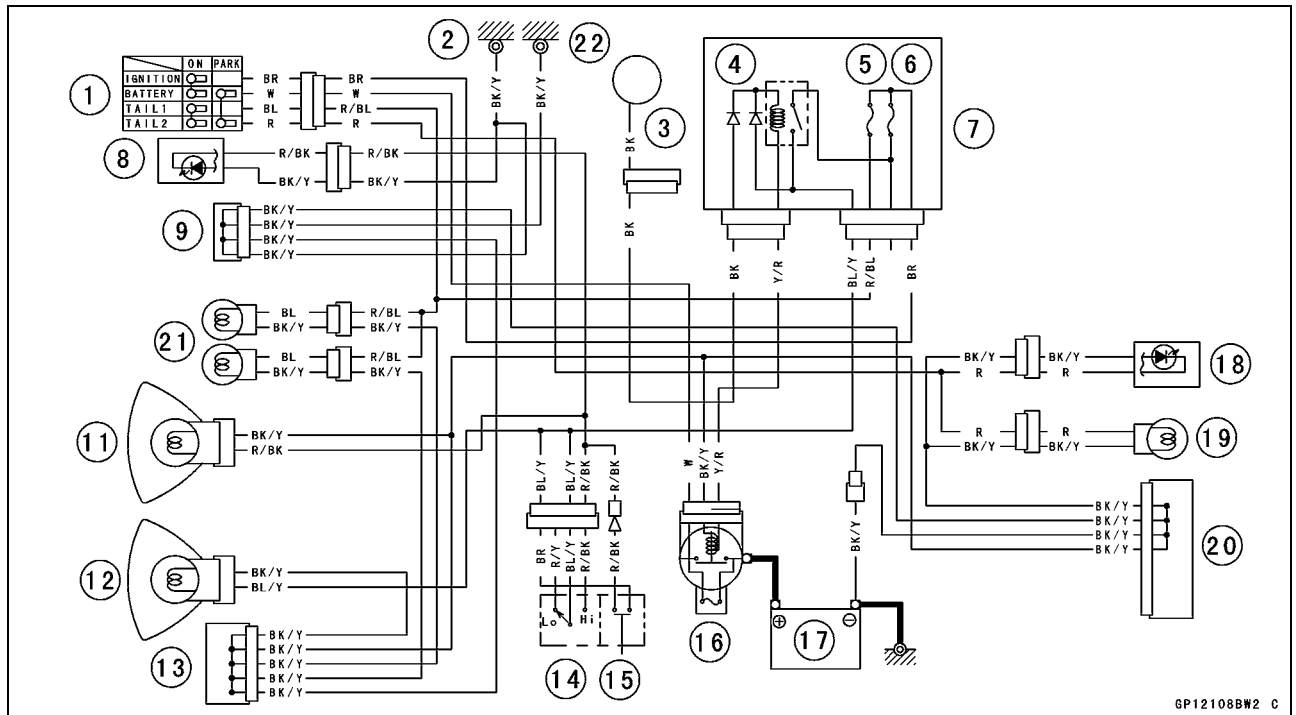 ON PARK
IGNITION
BATTERY
TAIL1
TAIL2
1
BR BR
W W
BL R/BL
R R
2
22
BK/Y
BK/Y
3
BK
BK
4
5
6
7
8
R/BK R/BK
BK/Y BK/Y
9
BK/Y
BK/Y
BK/Y
BK/Y
BK
Y/R
BL/Y
R/BL
BR
21
BL R/BL
BK/Y BK/Y
BL R/BL
BK/Y BK/Y
11
BK/Y
R/BK
12
BK/Y
BL/Y
13
BK/Y
BK/Y
BK/Y
BK/Y
BK/Y
BL/Y
BL/Y
R/BK
R/BK
BR
R/Y
BL/Y
R/BK
R/BK
Lo Hi
14
15
W
BK/Y
Y/R
16
+ −
17
BK/Y
BK/Y BK/Y
R R
18
R R
BK/Y BK/Y
19
BK/Y
BK/Y
BK/Y
BK/Y
20
GP12108BW2 C